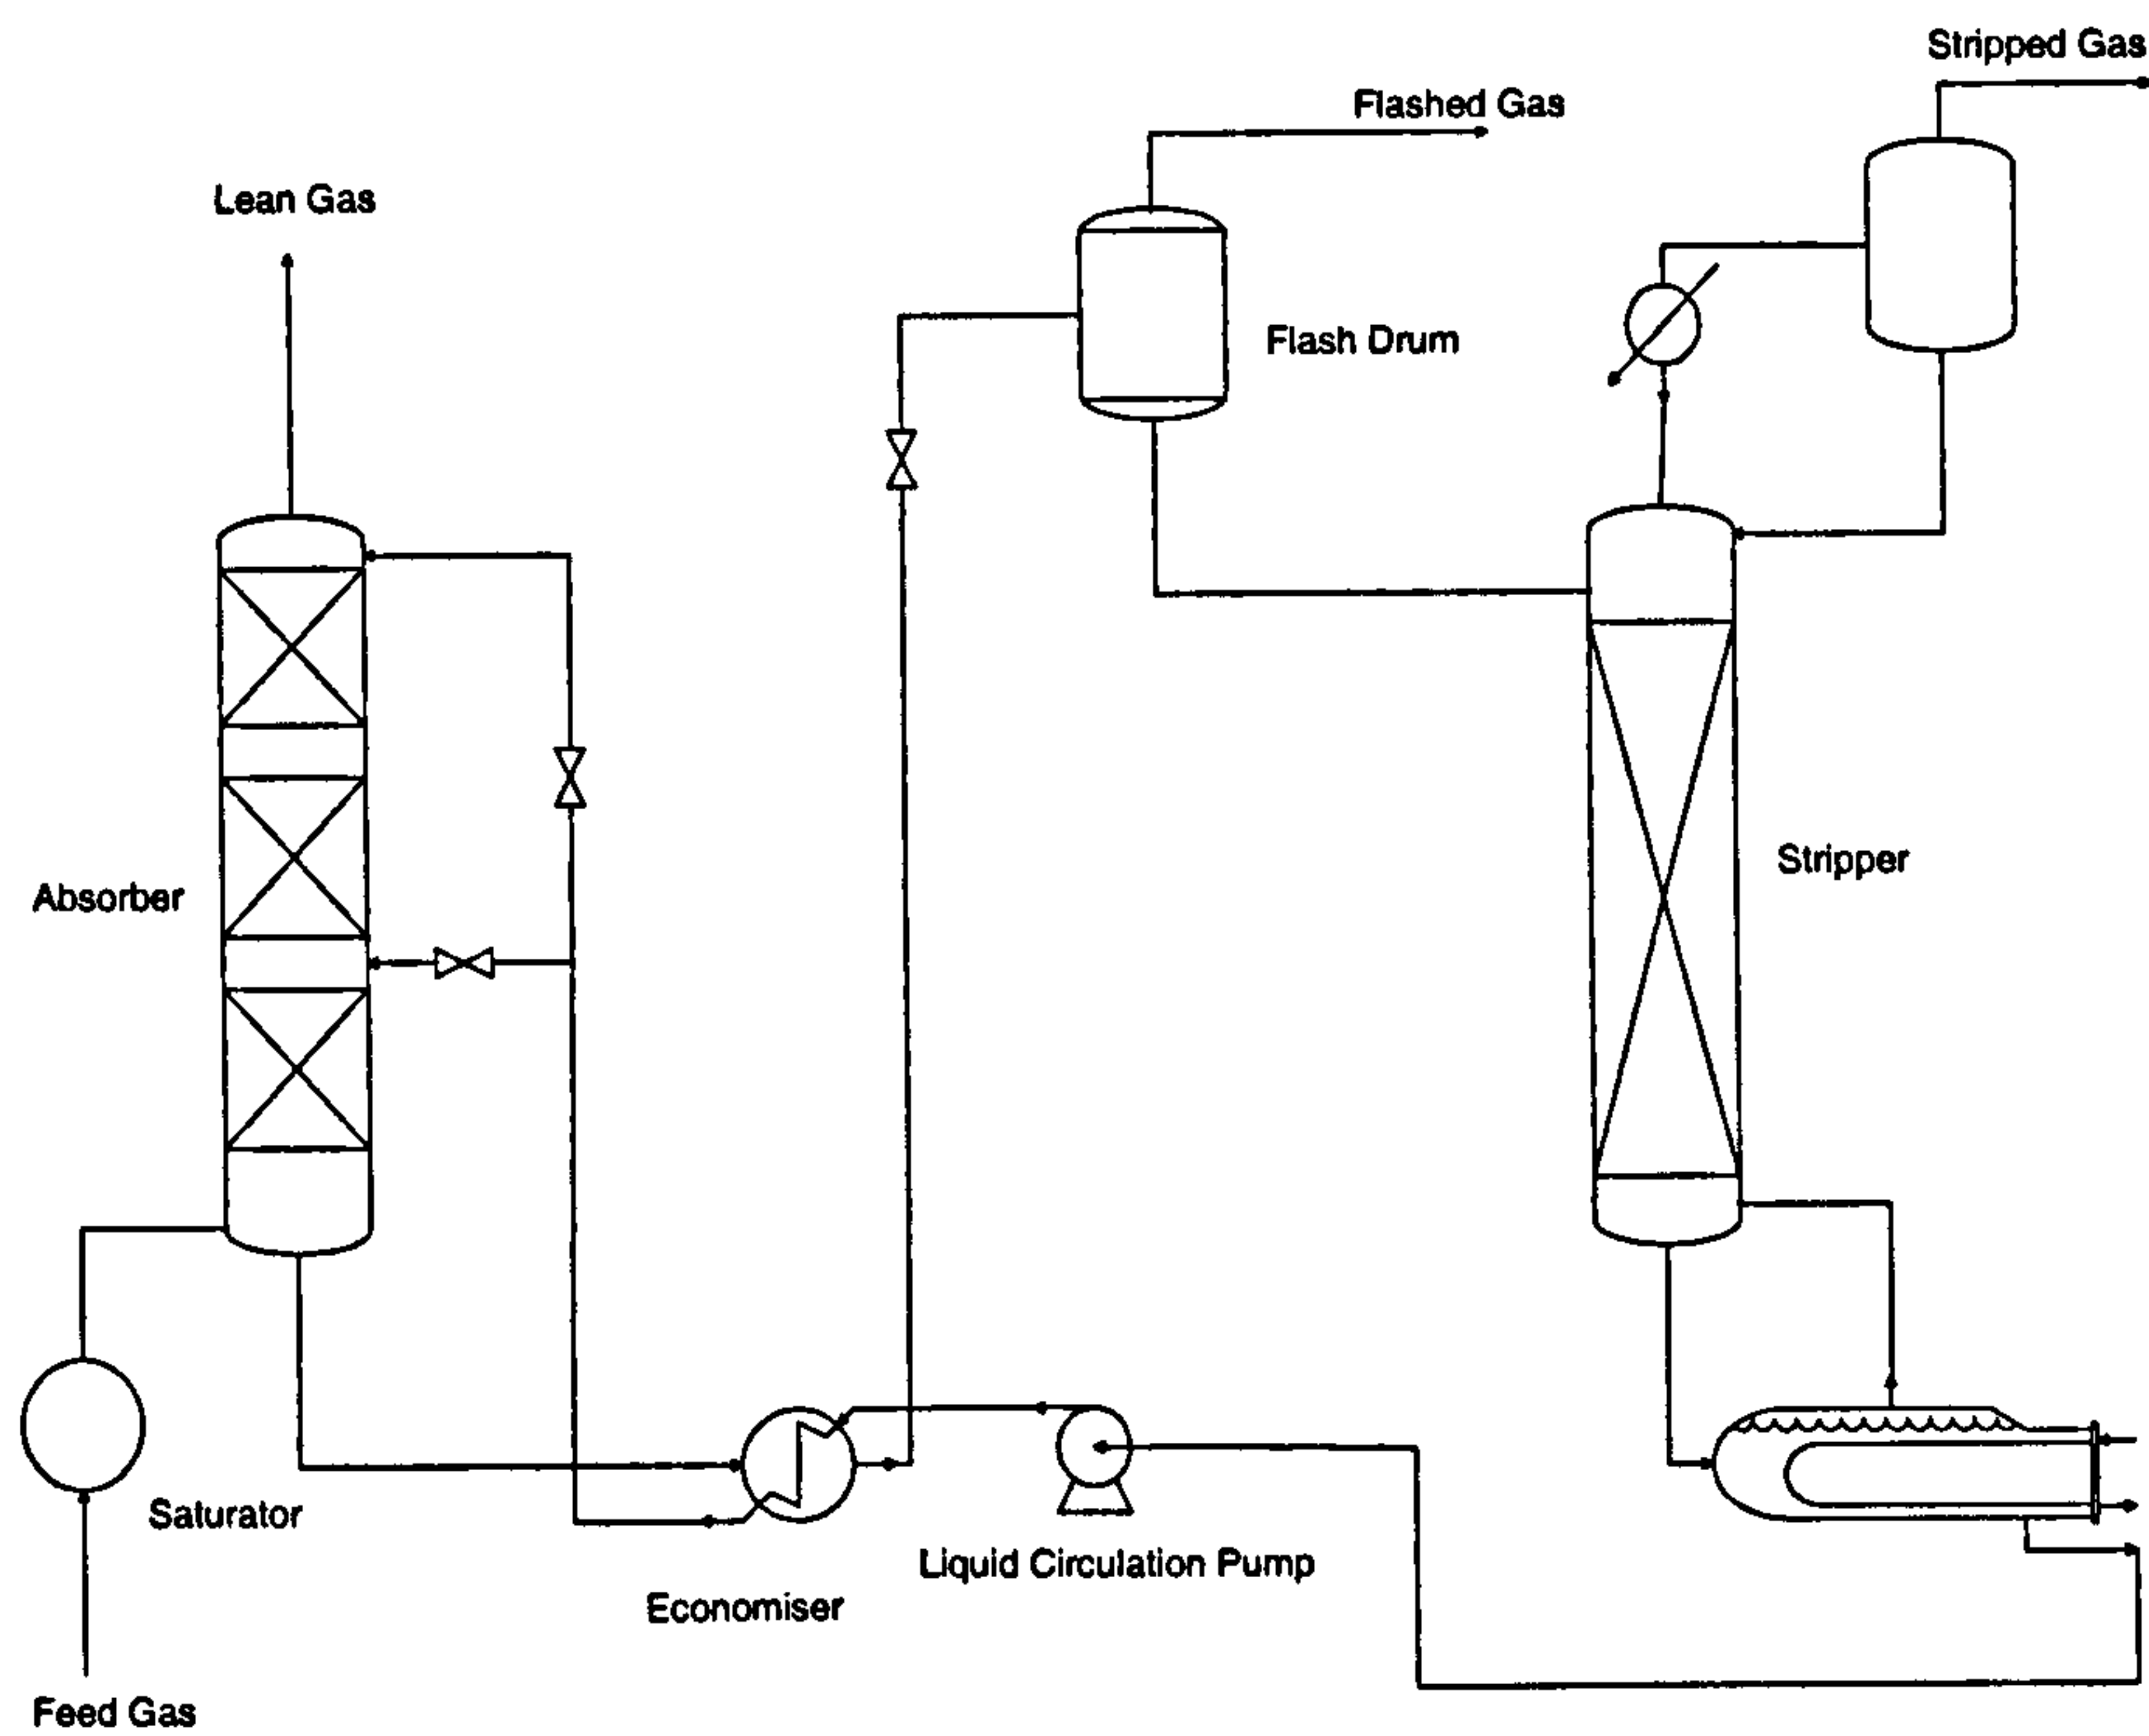 Stripped Gas
Flashed Gas
Lean Gas
Flash Drum
Stripper
Absorber
Saturator
Liquid Circulation Pump
Economiser
Feed Gas